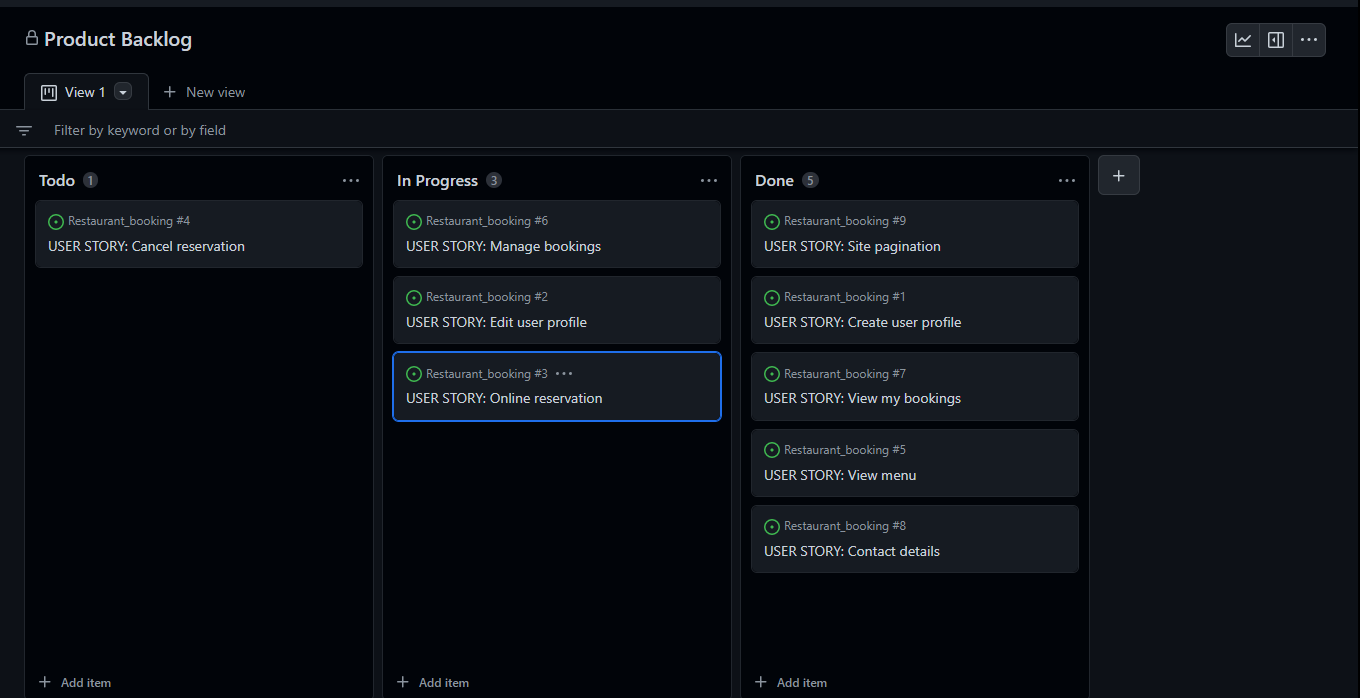 Product Backlog
View 1
New view
Filter by keyword or by field
Todo 1
Restaurant_booking #4
USER STORY: Cancel reservation
Add item
In Progress 3
Restaurant_booking #6
USER STORY: Manage bookings
Restaurant_booking #2
USER STORY: Edit user profile
Restaurant_booking #3
USER STORY: Online reservation
Add item
Done 5
Restaurant_booking #9
USER STORY: Site pagination
Restaurant_booking #1
USER STORY: Create user profile
Restaurant_booking #7
USER STORY: View my bookings
Restaurant_booking #5
USER STORY: View menu
Restaurant_booking #8
USER STORY: Contact details
Add item